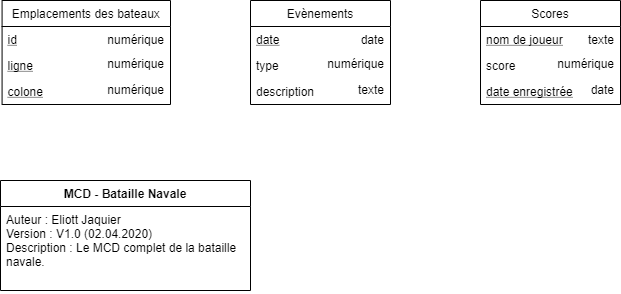 Emplacements des bateaux
id numérique
ligne numérique
colone numérique
Evènements
date date
type numérique
description texte
Scores
nom de joueur texte
score numérique
date enregistrée date
MCD - Bataille Navale
Auteur : Eliott Jaquier
Version : V1.0 (02.04.2020)
Description : Le MCD complet de la bataille
navale.